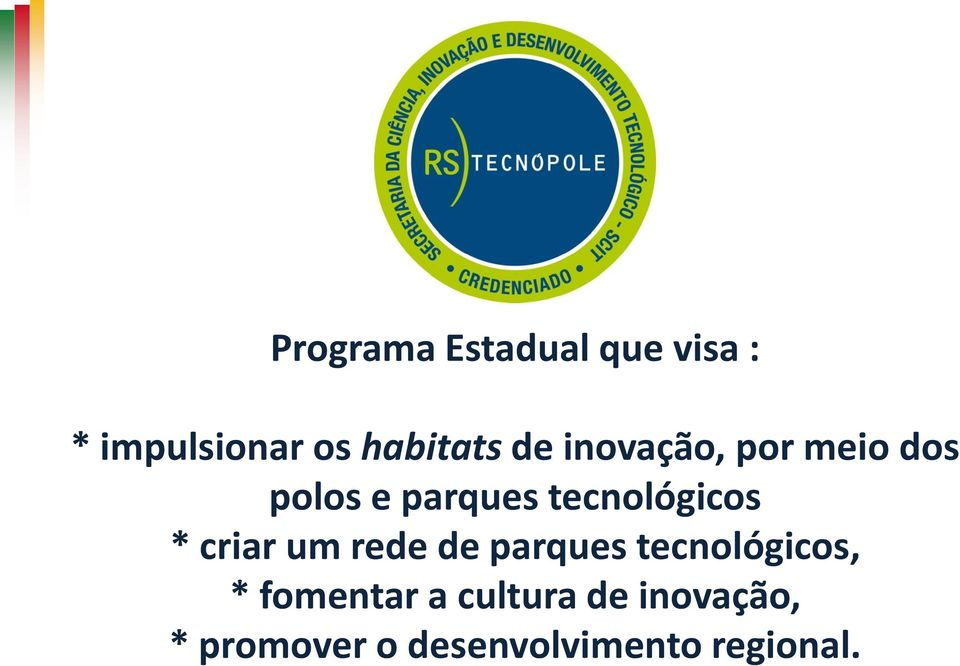 SECRETARIA DA CIÊNCIA, INOVAÇÃO E DESENVOLVIMENTO TECNOLÓGICO - SCIT
RS) TECNÓPOLE
• CREDENCIADO •
Programa Estadual que visa :
* impulsionar os habitats de inovação, por meio dos
polos e parques tecnológicos
* criar um rede de parques tecnológicos,
* fomentar a cultura de inovação,
* promover o desenvolvimento regional.